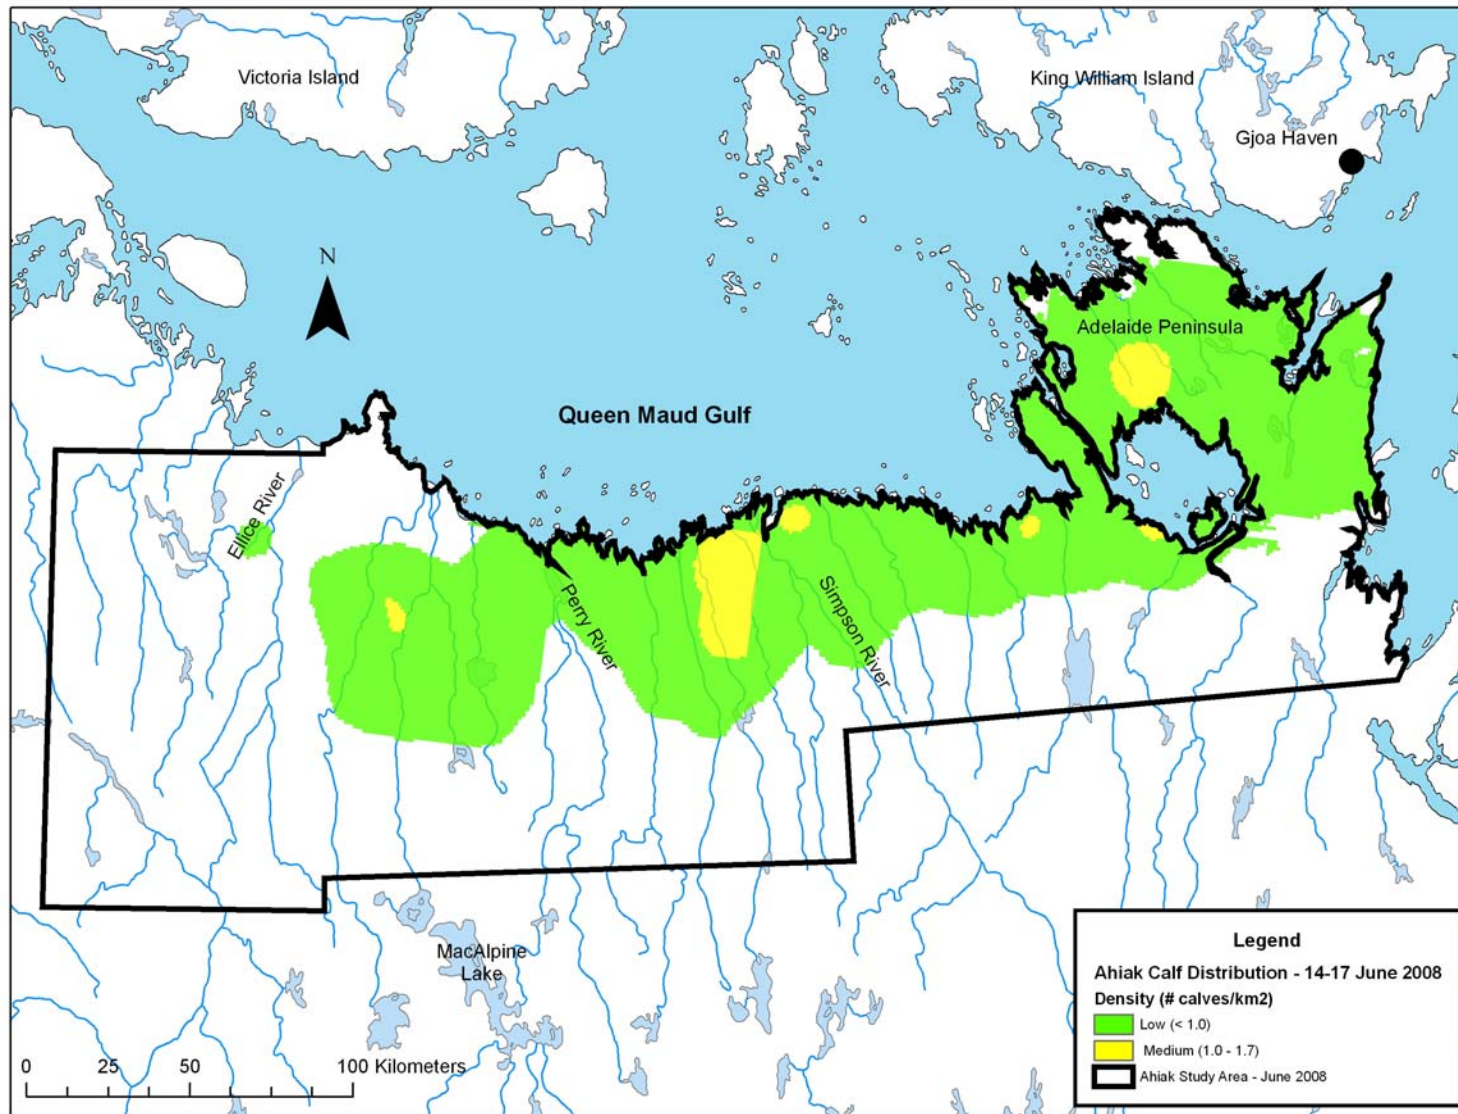 Victoria Island
King William Island
Gjoa Haven
N
Adelaide Peninsula
Queen Maud Gulf
Ellice River
Perry River
Simpson River
MacAlpine
Lake
0 25 50 100 Kilometers
Legend
Ahiak Calf Distribution - 14-17 June 2008
Density (# calves/km2)
Low (< 1.0)
Medium (1.0 - 1.7)
Ahiak Study Area - June 2008